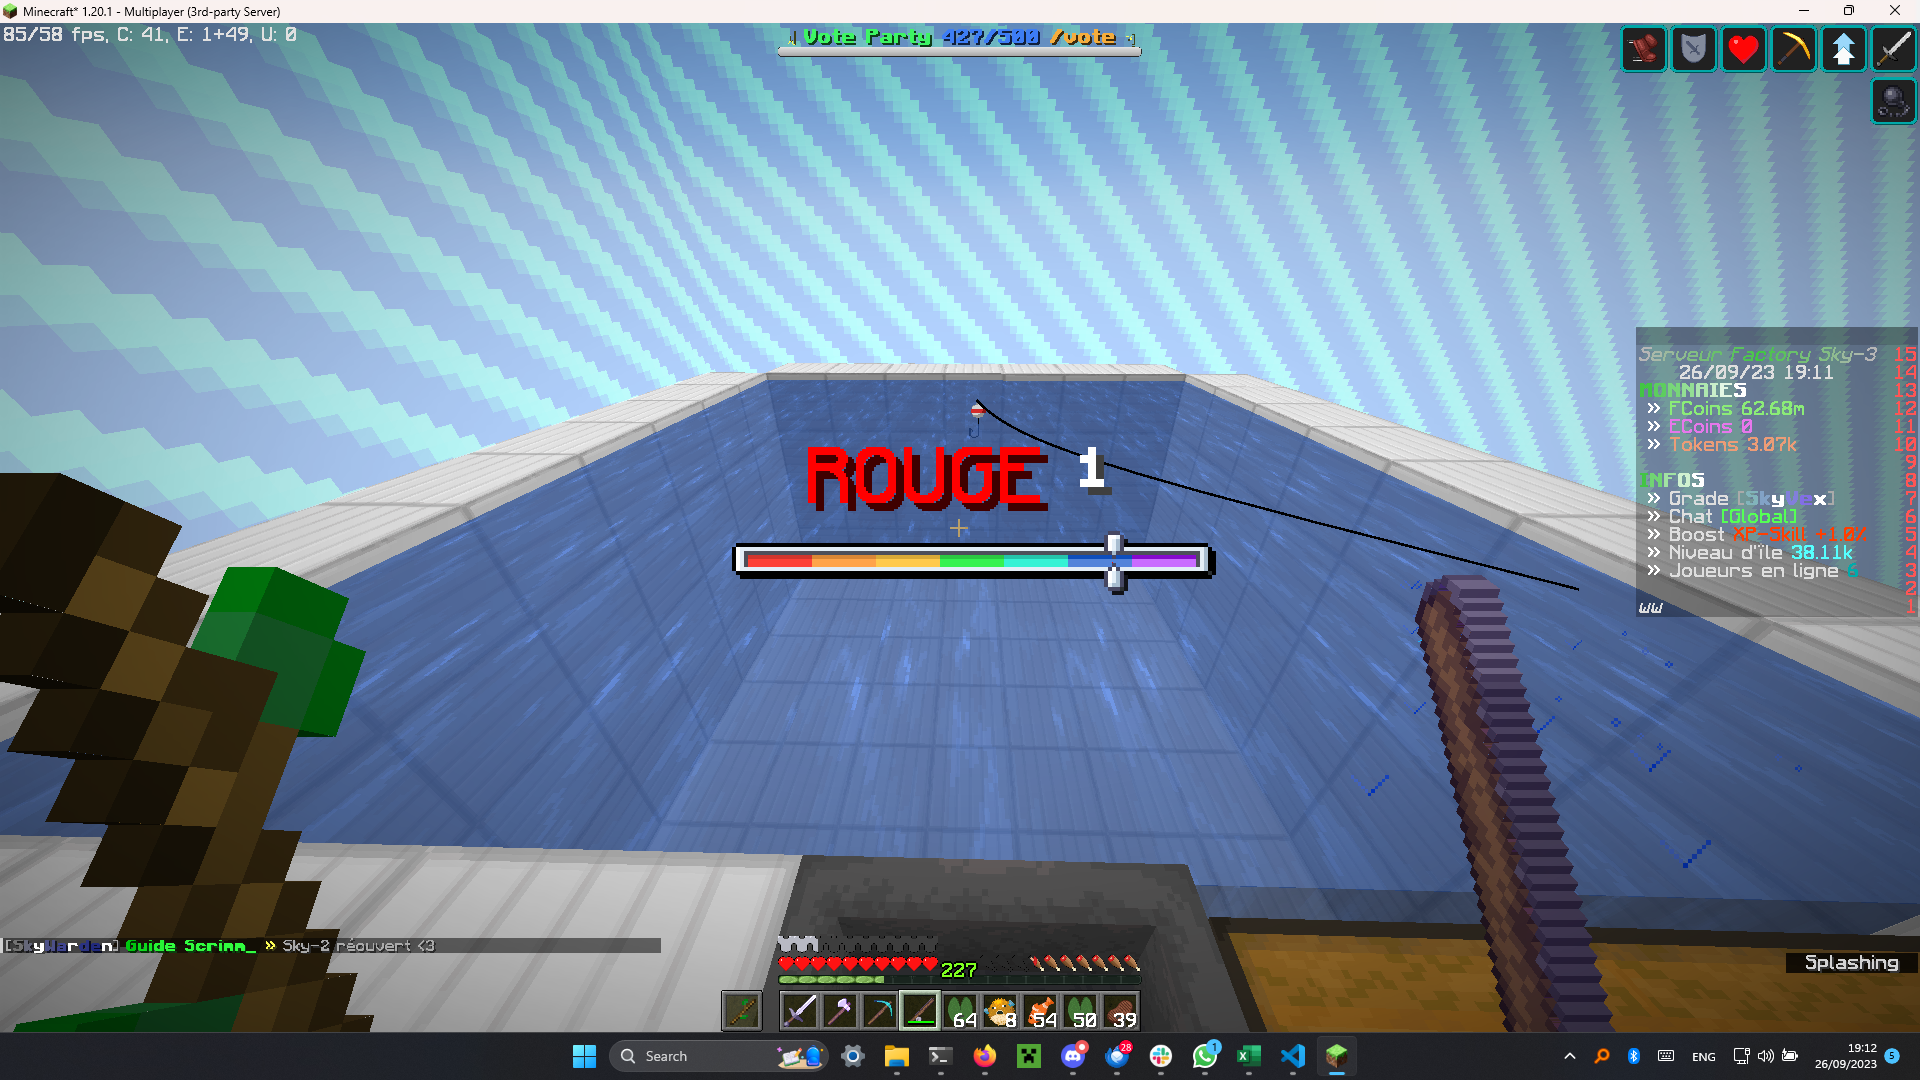 Minecraft* 1.20.1 - Multiplayer (3rd-party Server)
85/58 fps, C: 41, E: 1+49, U: 0
Vote Party 427/500 /vote
Serveur Factory Sky-3 15
26/09/23 19:11 14
MONNAIES 13
» FCoins 62.68m 12
» ECoins 0 11
» Tokens 3.07k 10
9
INFOS 8
» Grade [SkyVex] 7
» Chat [Global] 6
» Boost XP-Skill +1.0% 5
» Niveau d'île 38.11k 4
» Joueurs en ligne 6 3
2
ww 1
ROUGE 1
[SkyWarden] Guide Scrimm_ » Sky-2 réouvert <3
Splashing
227
64 8 54 50 39
Search
28
1
ENG
19:12
26/09/2023
5